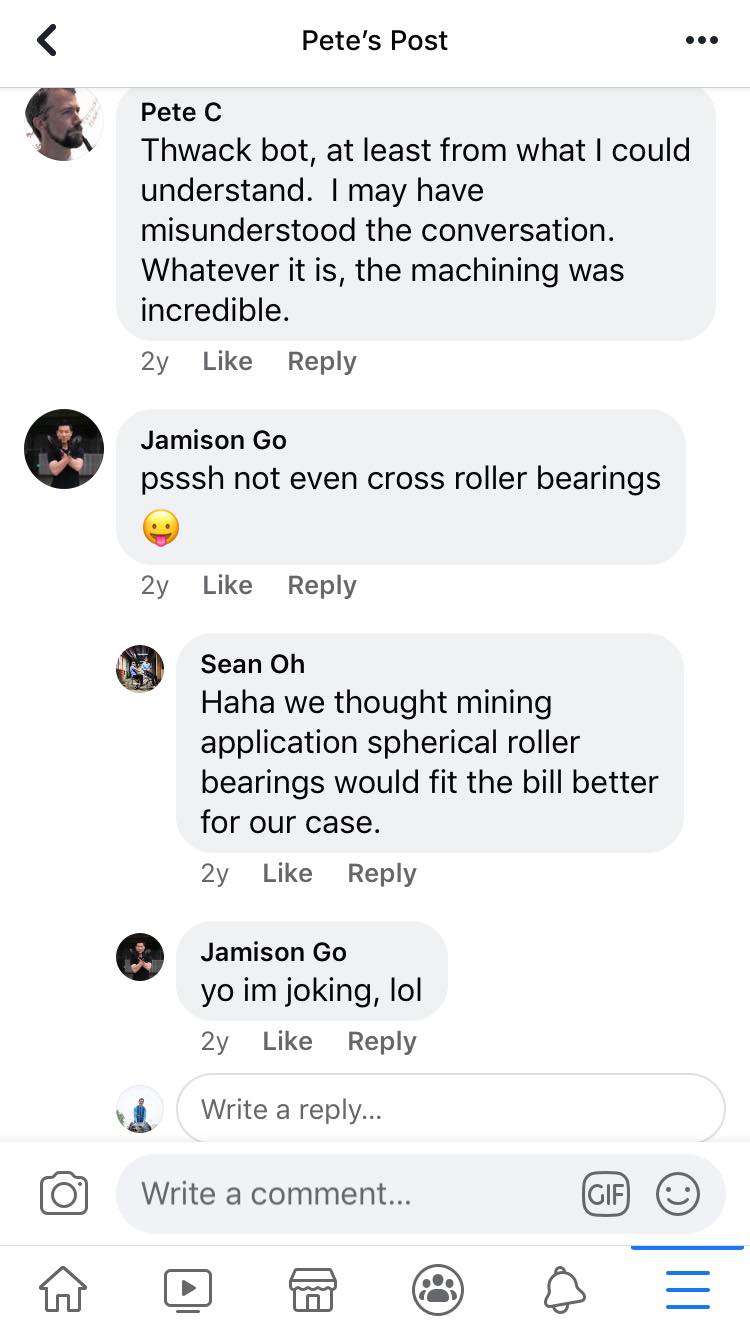 Pete's Post
Pete C
Thwack bot, at least from what I could
understand.  I may have
misunderstood the conversation.
Whatever it is, the machining was
incredible.
2y Like Reply
Jamison Go
psssh not even cross roller bearings
😛
2y Like Reply
Sean Oh
Haha we thought mining
application spherical roller
bearings would fit the bill better
for our case.
2y Like Reply
Jamison Go
yo im joking, lol
2y Like Reply
Write a reply...
Write a comment...
GIF